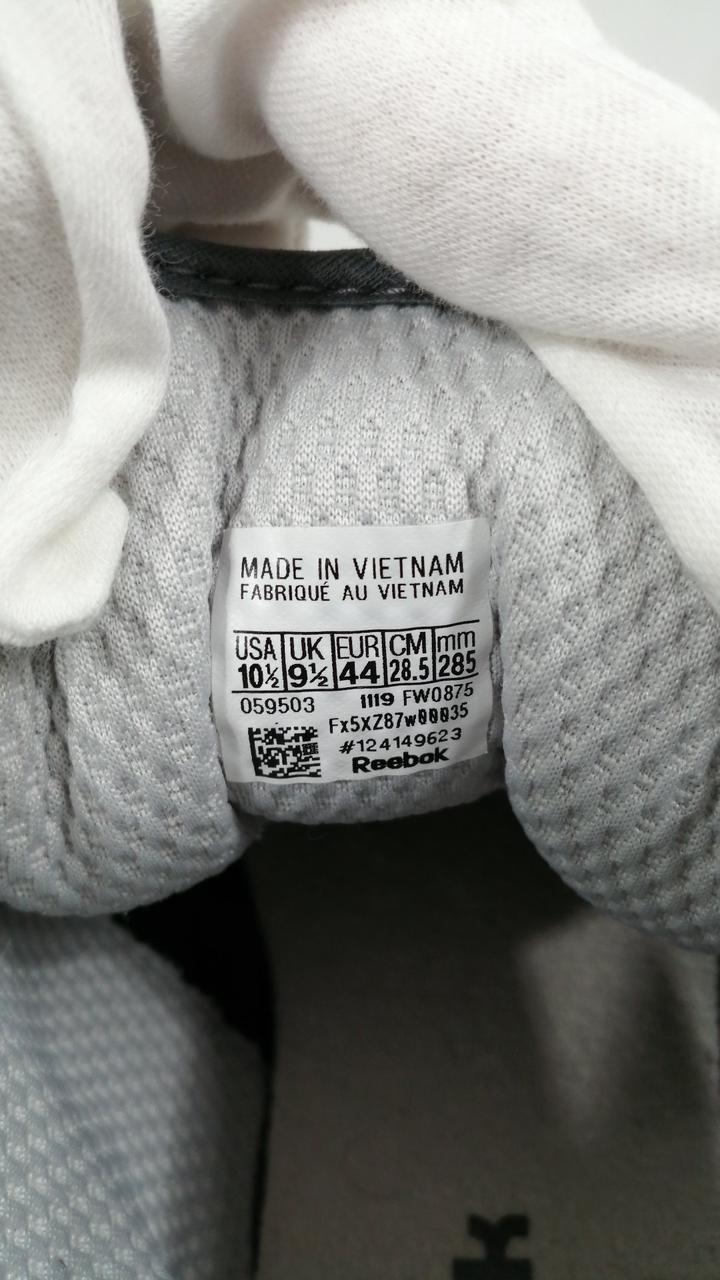 MADE IN VIETNAM
FABRIQUÉ AU VIETNAM
USA UK EUR CM mm
10½ 9½ 44 28.5 285
059503 1119 FW0875
Fx5XZ87w00035
#124149623
Reebok